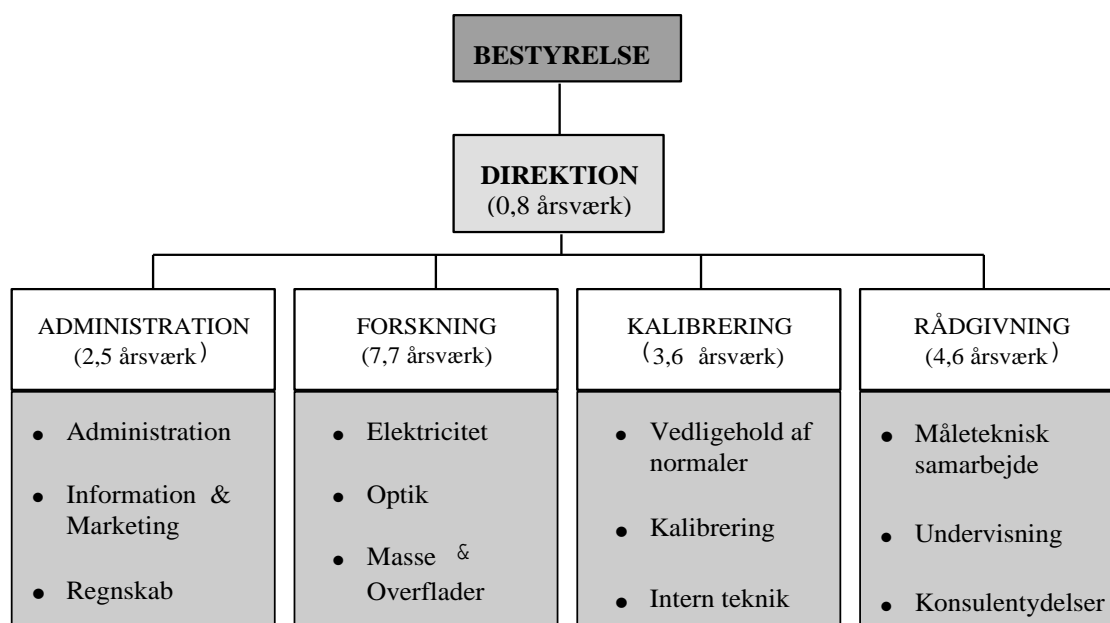 BESTYRELSE
DIREKTION
(0,8 årsværk)
ADMINISTRATION
(2,5 årsværk)
• Administration
• Information & 
Marketing
• Regnskab
FORSKNING
(7,7 årsværk)
• Elektricitet
• Optik
• Masse &
Overflader
KALIBRERING
(3,6 årsværk)
• Vedligehold af
normaler
• Kalibrering
• Intern teknik
RÅDGIVNING
(4,6 årsværk)
• Måleteknisk
samarbejde
• Undervisning
• Konsulentydelser